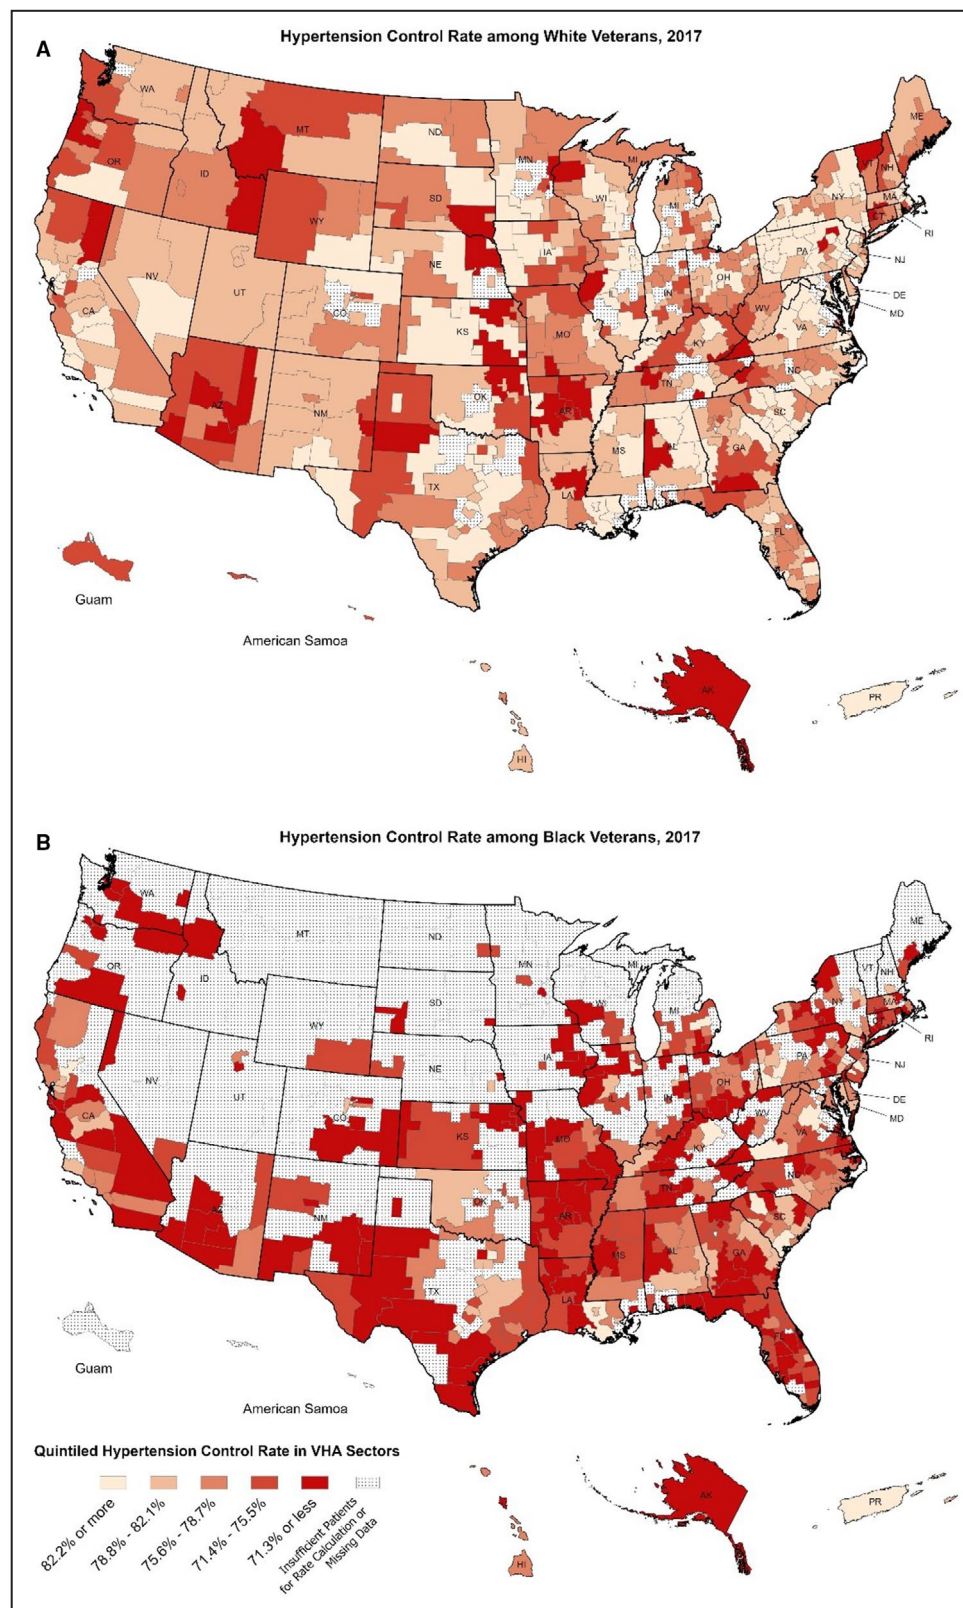 A
Hypertension Control Rate among White Veterans, 2017
WA
MT
ND
MN
ME
OR
ID
SD
WI
MI
MI
VT
NH
NY
MA
CT
RI
WY
NE
IA
PA
NJ
NV
UT
CO
IL
IN
OH
DE
MD
CA
KS
MO
WV
KY
VA
AZ
NM
OK
AR
TN
NC
SC
TX
MS
AL
GA
LA
FL
Guam
American Samoa
AK
PR
HI
B
Hypertension Control Rate among Black Veterans, 2017
WA
MT
ND
MN
ME
OR
ID
SD
WI
MI
MI
VT
NH
NY
MA
CT
RI
WY
NE
IA
PA
NJ
NV
UT
CO
IL
IN
OH
DE
MD
CA
KS
MO
WV
KY
VA
AZ
NM
OK
AR
TN
NC
SC
TX
MS
AL
GA
LA
FL
Guam
American Samoa
Quintiled Hypertension Control Rate in VHA Sectors
82.2% or more
78.8% - 82.1%
75.6% - 78.7%
71.4% - 75.5%
71.3% or less
Insufficient Patients
for Rate Calculation or
Missing Data
AK
PR
HI